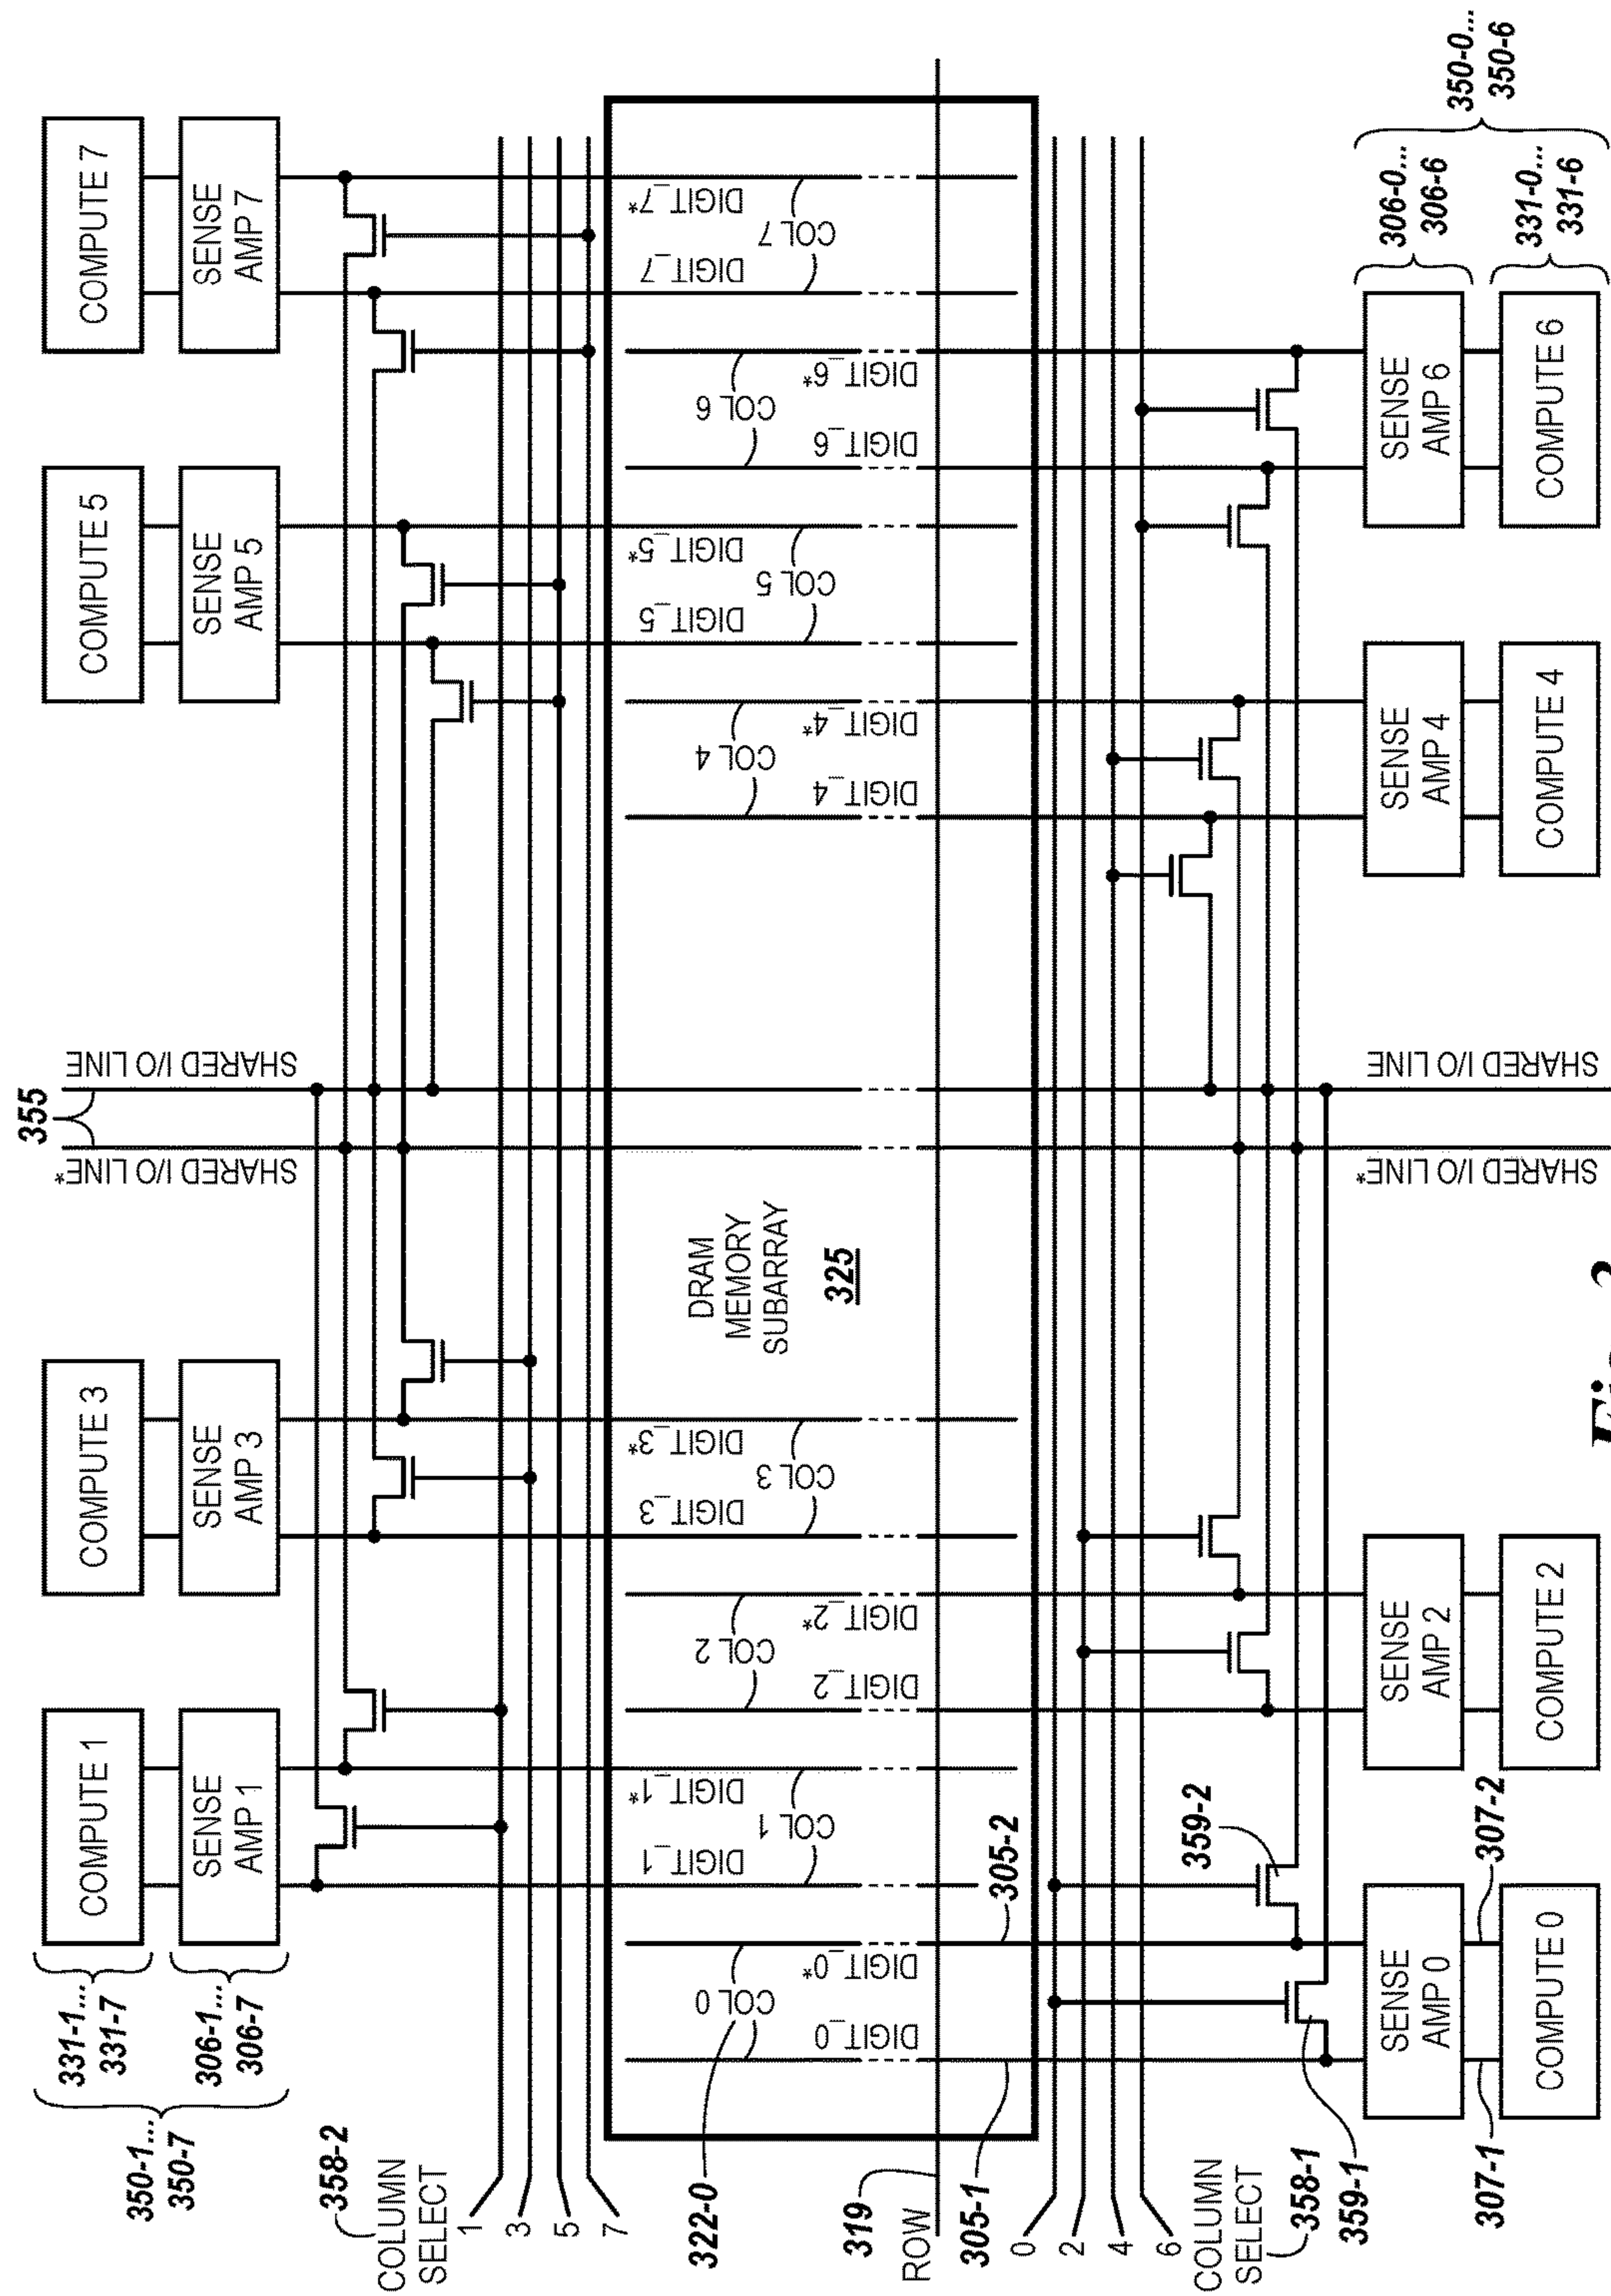 355
SHARED I/O LINE*
SHARED I/O LINE
COMPUTE 1
COMPUTE 3
COMPUTE 5
COMPUTE 7
SENSE
AMP 1
SENSE
AMP 3
SENSE
AMP 5
SENSE
AMP 7
331-1...
331-7
306-1...
306-7
350-1...
350-7
358-2
COLUMN
SELECT
1
3
5
7
DIGIT_1
COL 1
DIGIT_1*
DIGIT_3
COL 3
DIGIT_3*
DIGIT_5
COL 5
DIGIT_5*
DIGIT_7
COL 7
DIGIT_7*
DRAM
MEMORY
SUBARRAY
325
322-0
DIGIT_0
COL 0
DIGIT_0*
DIGIT_2
COL 2
DIGIT_2*
DIGIT_4
COL 4
DIGIT_4*
DIGIT_6
COL 6
DIGIT_6*
319
ROW
305-1
305-2
0
2
4
6
COLUMN
SELECT
358-1
359-1
359-2
SHARED I/O LINE*
SHARED I/O LINE
SENSE
AMP 0
SENSE
AMP 2
SENSE
AMP 4
SENSE
AMP 6
307-1
307-2
COMPUTE 0
COMPUTE 2
COMPUTE 4
COMPUTE 6
306-0...
306-6
331-0...
331-6
350-0...
350-6